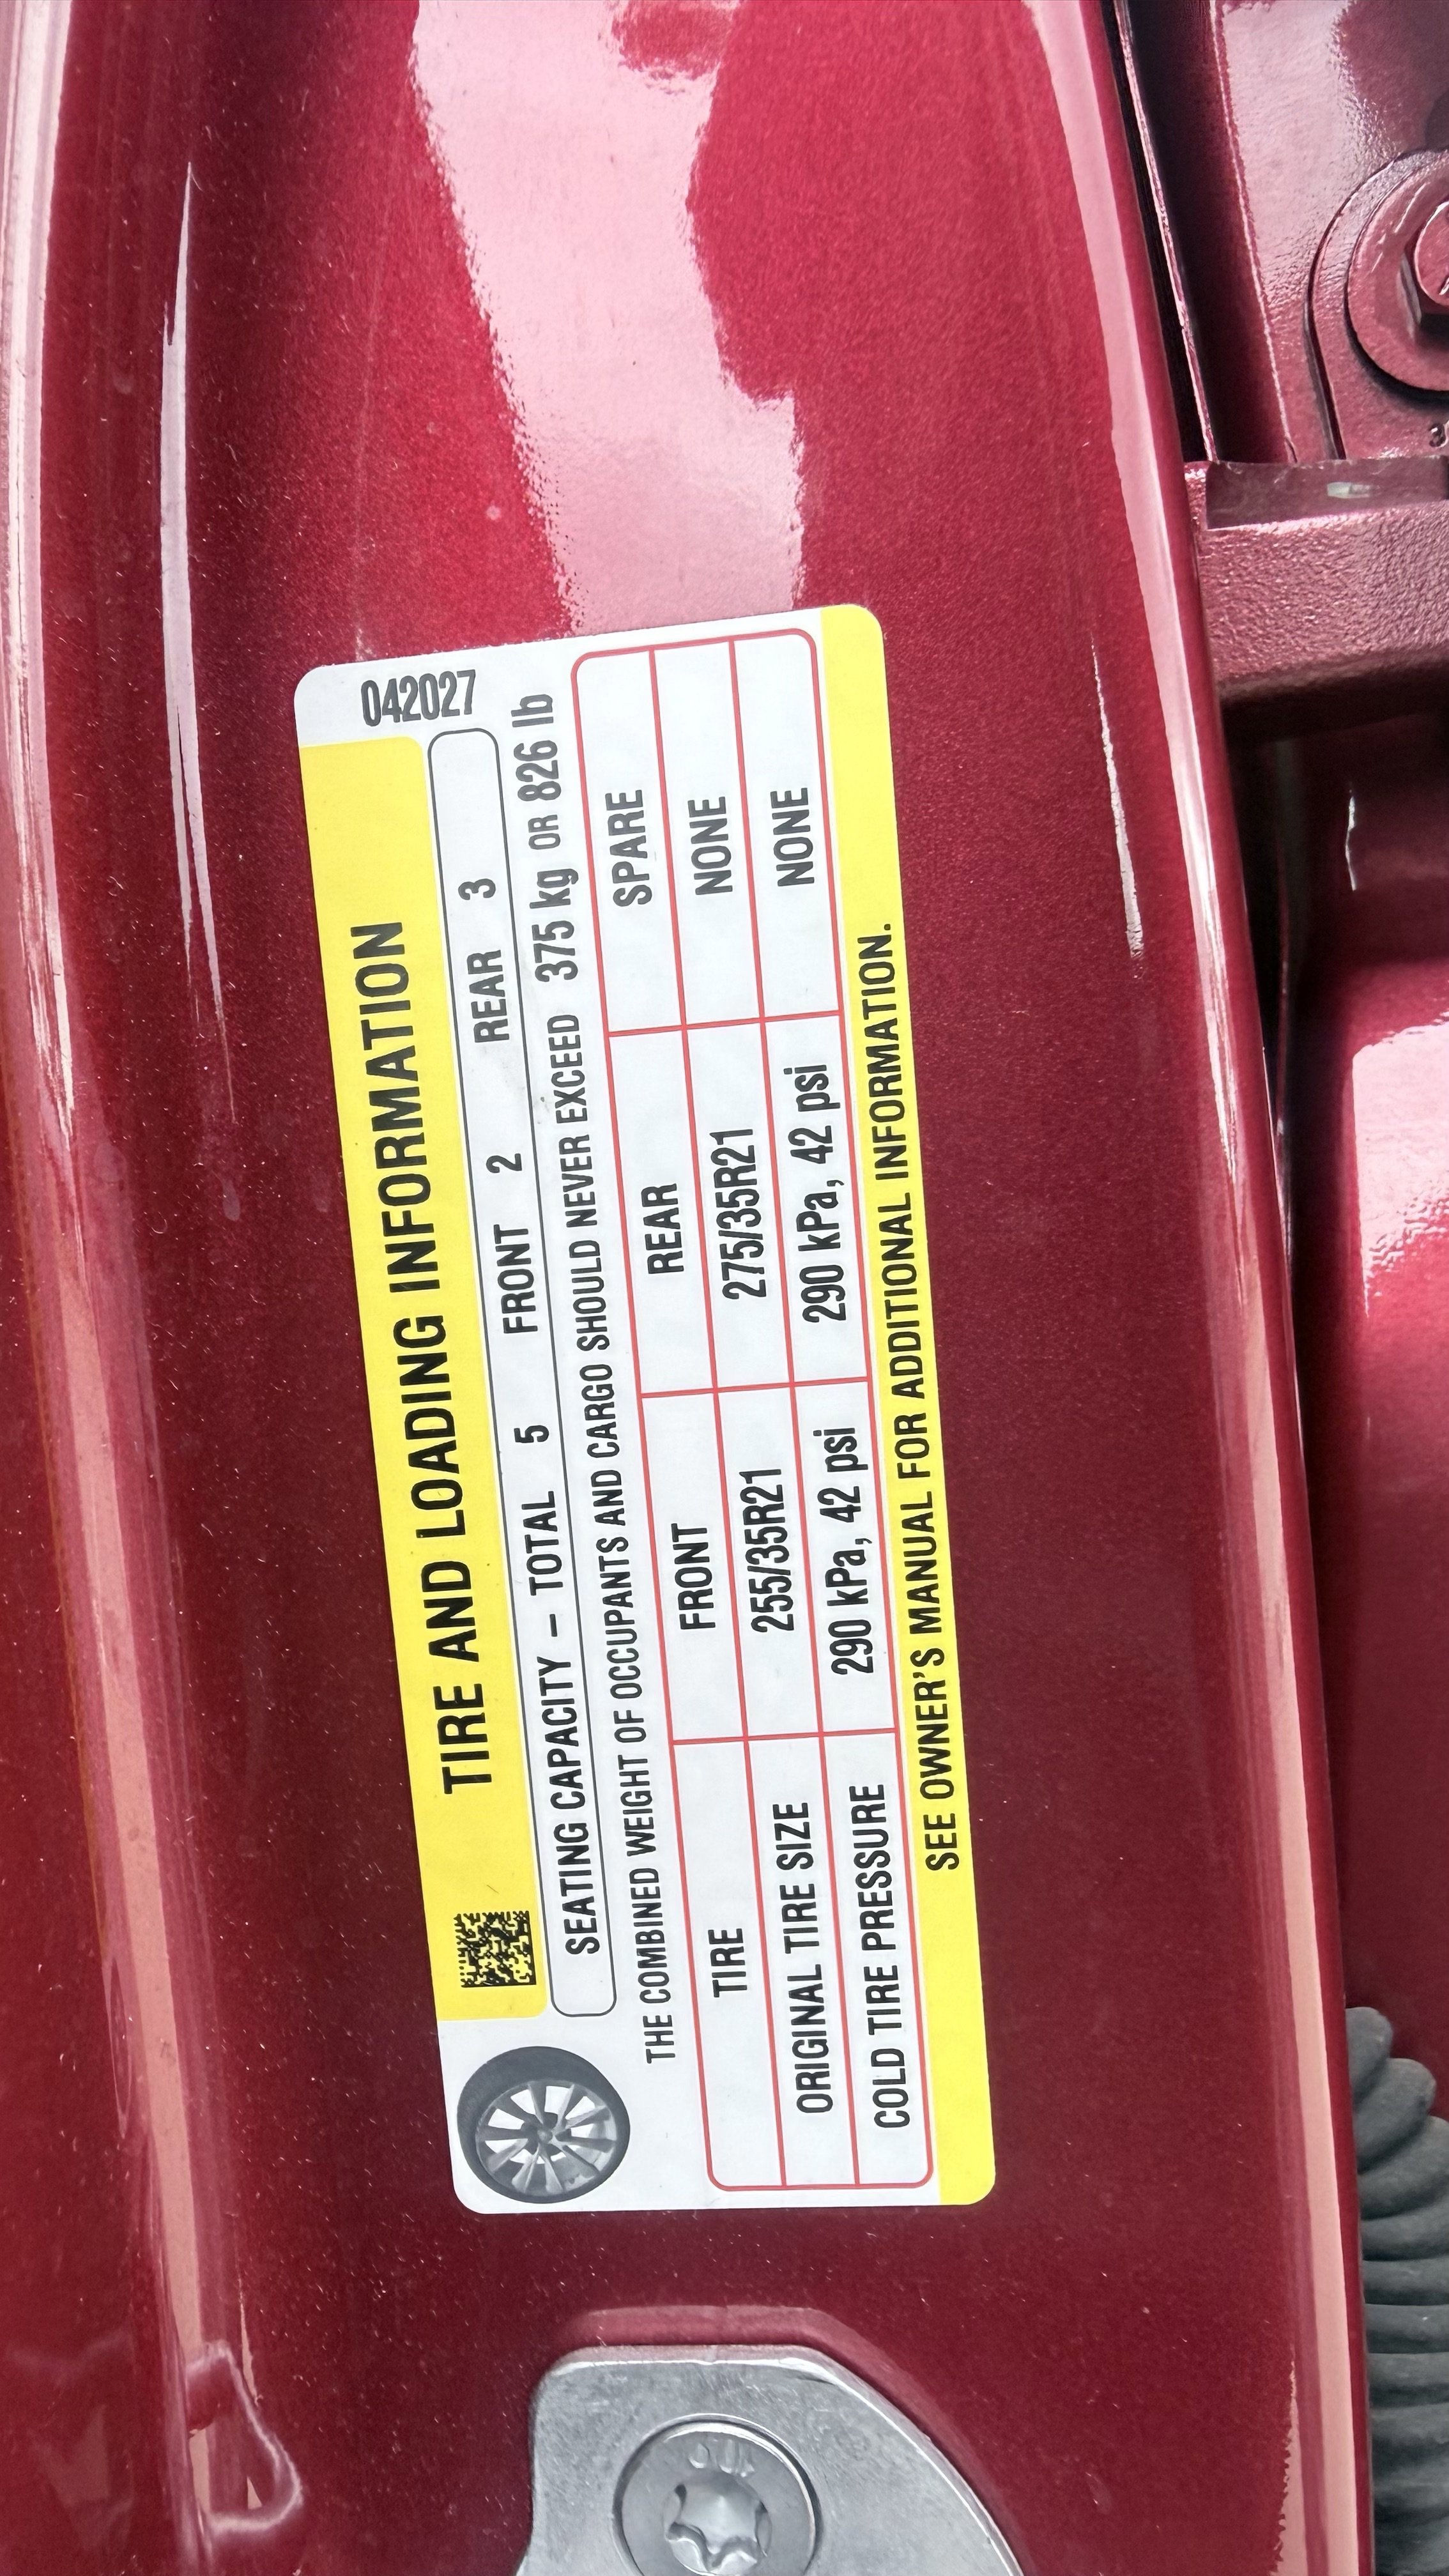 042027
TIRE AND LOADING INFORMATION
SEATING CAPACITY – TOTAL 5 FRONT 2 REAR 3
THE COMBINED WEIGHT OF OCCUPANTS AND CARGO SHOULD NEVER EXCEED 375 kg OR 826 lb
TIRE FRONT REAR SPARE
ORIGINAL TIRE SIZE 255/35R21 275/35R21 NONE
COLD TIRE PRESSURE 290 kPa, 42 psi 290 kPa, 42 psi NONE
SEE OWNER'S MANUAL FOR ADDITIONAL INFORMATION.